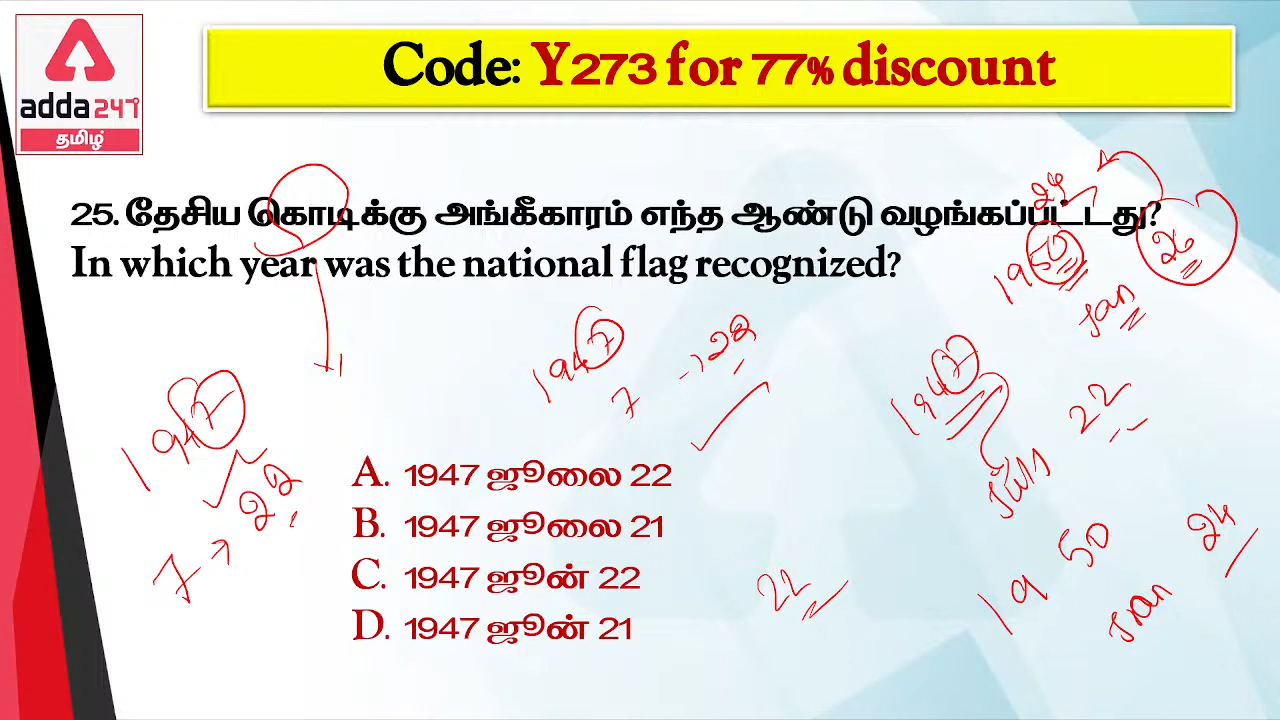 Code: Y273 for 77% discount
adda247
தமிழ்
25. தேசிய கொடிக்கு அங்கீகாரம் எந்த ஆண்டு வழங்கப்பட்டது?
In which year was the national flag recognized?
24
1950
26
Jan
1947
7 → 22
1947
7 → 22
1947
22
A. 1947 ஜூலை 22
B. 1947 ஜூலை 21
C. 1947 ஜூன் 22
D. 1947 ஜூன் 21
22
1950
Jan
24